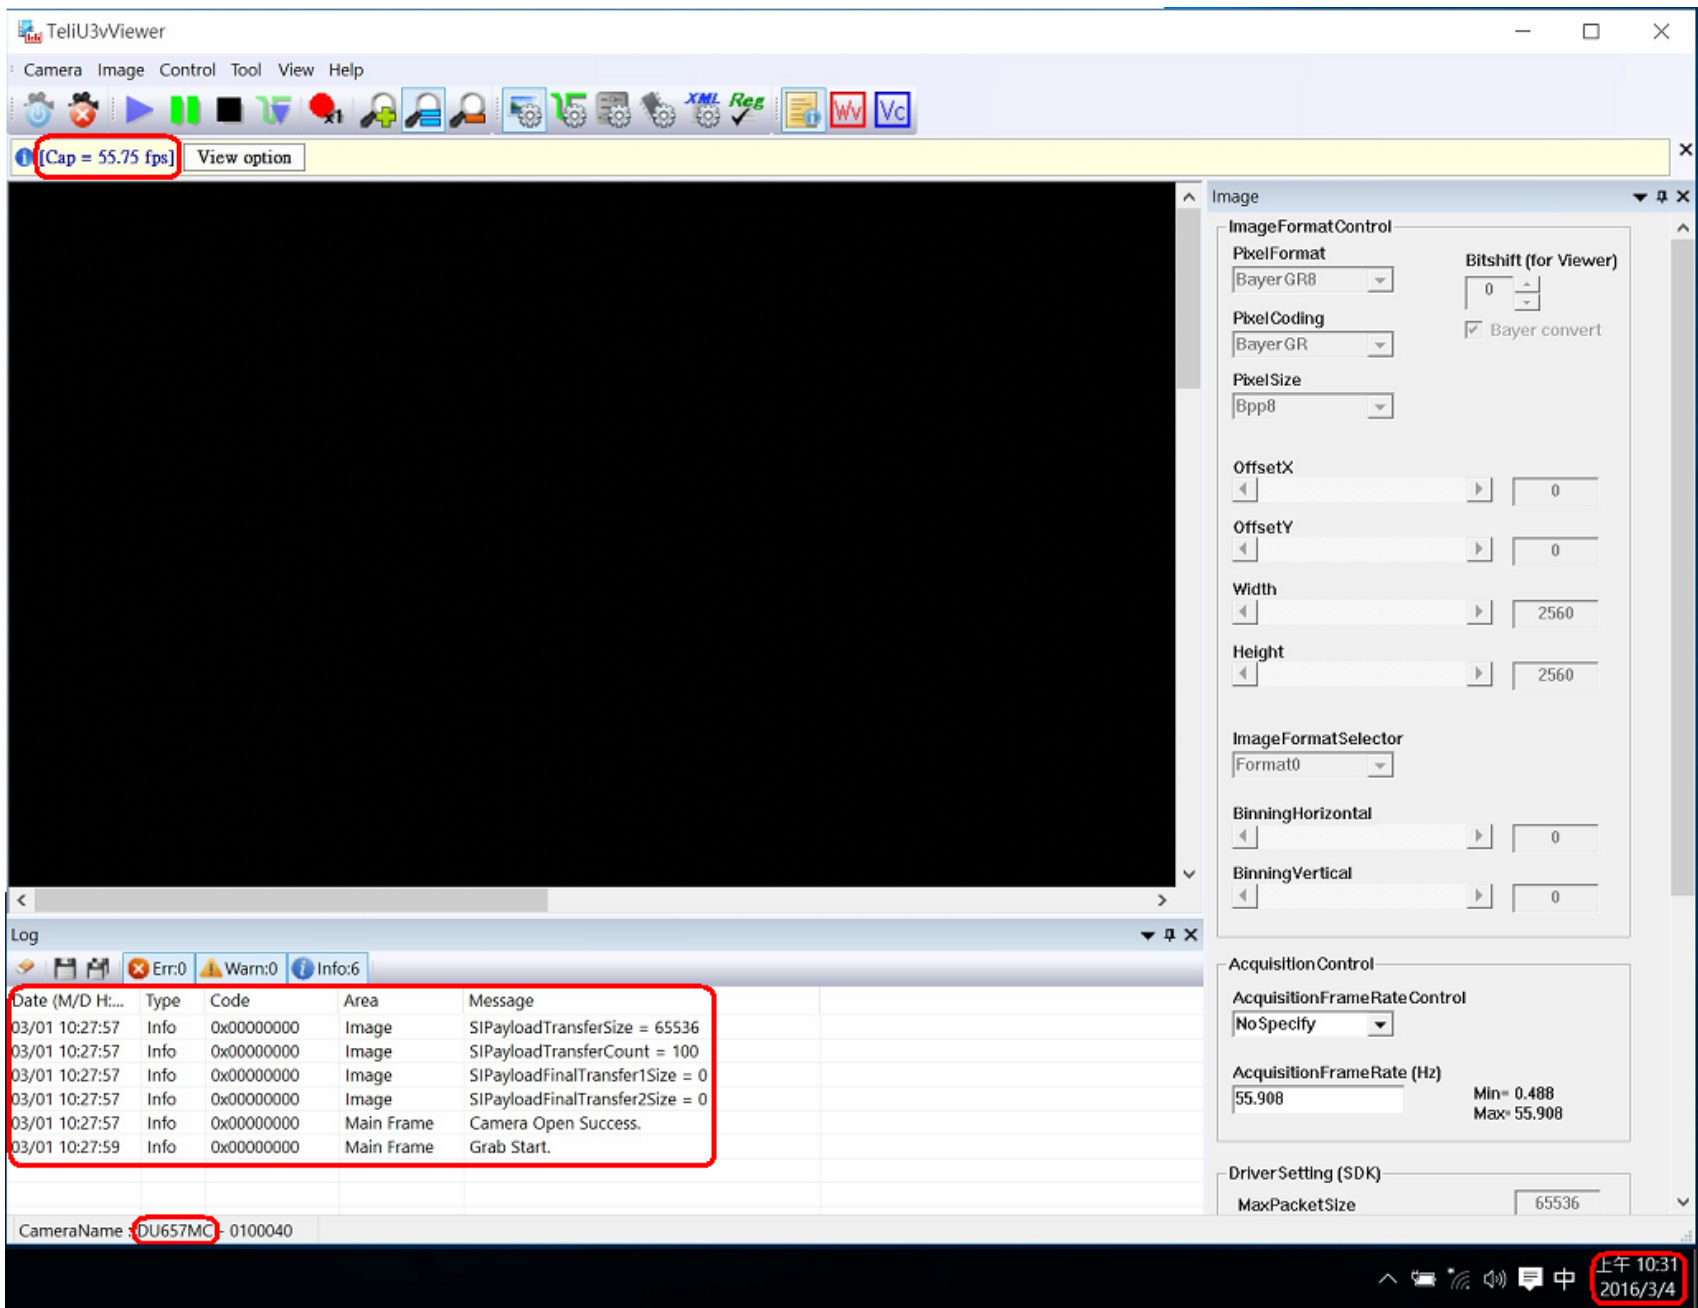 TeliU3vViewer
Camera Image Control Tool View Help
x1 XML Reg Wv Vc
[Cap = 55.75 fps] View option
Image
ImageFormatControl
PixelFormat
BayerGR8
Bitshift (for Viewer)
0
Bayer convert
PixelCoding
BayerGR
PixelSize
Bpp8
OffsetX
0
OffsetY
0
Width
2560
Height
2560
ImageFormatSelector
Format0
BinningHorizontal
0
BinningVertical
0
AcquisitionControl
AcquisitionFrameRateControl
NoSpecify
AcquisitionFrameRate (Hz)
55.908
Min= 0.488
Max= 55.908
DriverSetting (SDK)
MaxPacketSize 65536
Log
Err:0 Warn:0 Info:6
Date (M/D H:... Type Code Area Message
03/01 10:27:57 Info 0x00000000 Image SIPayloadTransferSize = 65536
03/01 10:27:57 Info 0x00000000 Image SIPayloadTransferCount = 100
03/01 10:27:57 Info 0x00000000 Image SIPayloadFinalTransfer1Size = 0
03/01 10:27:57 Info 0x00000000 Image SIPayloadFinalTransfer2Size = 0
03/01 10:27:57 Info 0x00000000 Main Frame Camera Open Success.
03/01 10:27:59 Info 0x00000000 Main Frame Grab Start.
CameraName : DU657MC - 0100040
中
上午 10:31
2016/3/4